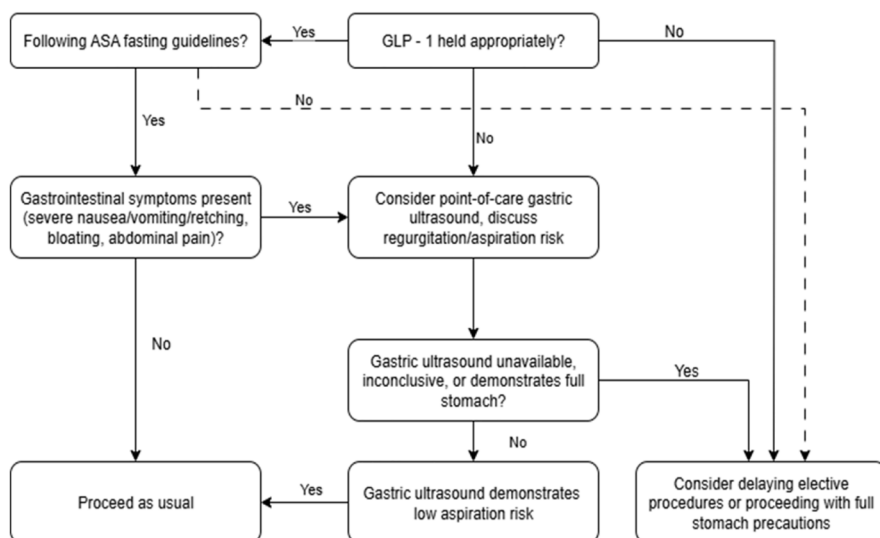 Following ASA fasting guidelines?
Yes
GLP - 1 held appropriately?
No
No
Yes
No
Gastrointestinal symptoms present
(severe nausea/vomiting/retching,
bloating, abdominal pain)?
Yes
Consider point-of-care gastric
ultrasound, discuss
regurgitation/aspiration risk
No
Gastric ultrasound unavailable,
inconclusive, or demonstrates full
stomach?
Yes
No
Proceed as usual
Yes
Gastric ultrasound demonstrates
low aspiration risk
Consider delaying elective
procedures or proceeding with full
stomach precautions